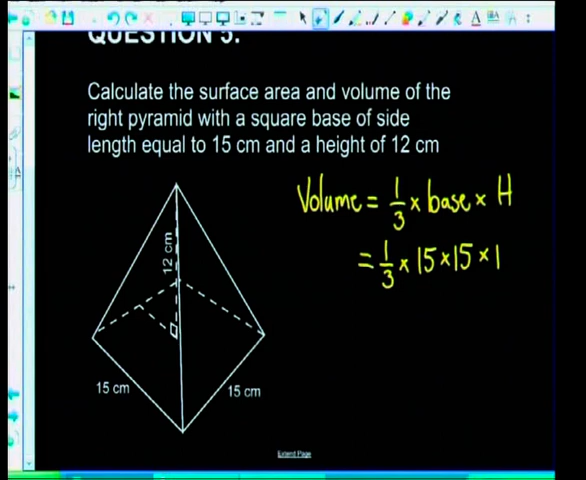 QUESTION 5:
Calculate the surface area and volume of the
right pyramid with a square base of side
length equal to 15 cm and a height of 12 cm
Volume = 1/3 × base × H
= 1/3 × 15 × 15 × 1
12 cm
15 cm
15 cm
Extend Page